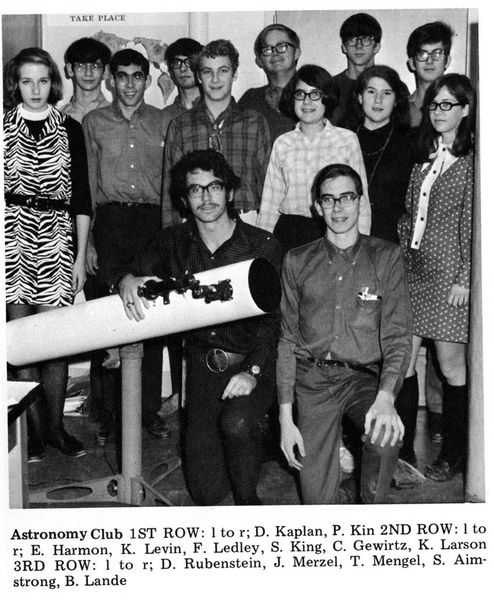 TAKE PLACE
Astronomy Club 1ST ROW: l to r; D. Kaplan, P. Kin 2ND ROW: l to
r; E. Harmon, K. Levin, F. Ledley, S. King, C. Gewirtz, K. Larson
3RD ROW: l to r; D. Rubenstein, J. Merzel, T. Mengel, S. Aim-
strong, B. Lande